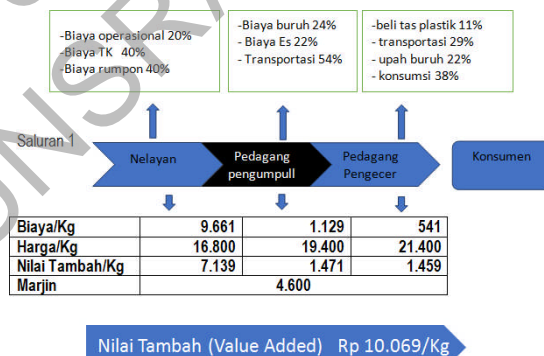 -Biaya operasional 20%
-Biaya TK 40%
-Biaya rumpon 40%
-Biaya buruh 24%
- Biaya Es 22%
- Transportasi 54%
-beli tas plastik 11%
- transportasi 29%
- upah buruh 22%
- konsumsi 38%
Saluran 1
Nelayan
Pedagang
pengumpull
Pedagang
Pengecer
Konsumen
Biaya/Kg 9.661 1.129 541
Harga/Kg 16.800 19.400 21.400
Nilai Tambah/Kg 7.139 1.471 1.459
Marjin 4.600
Nilai Tambah (Value Added) Rp 10.069/Kg